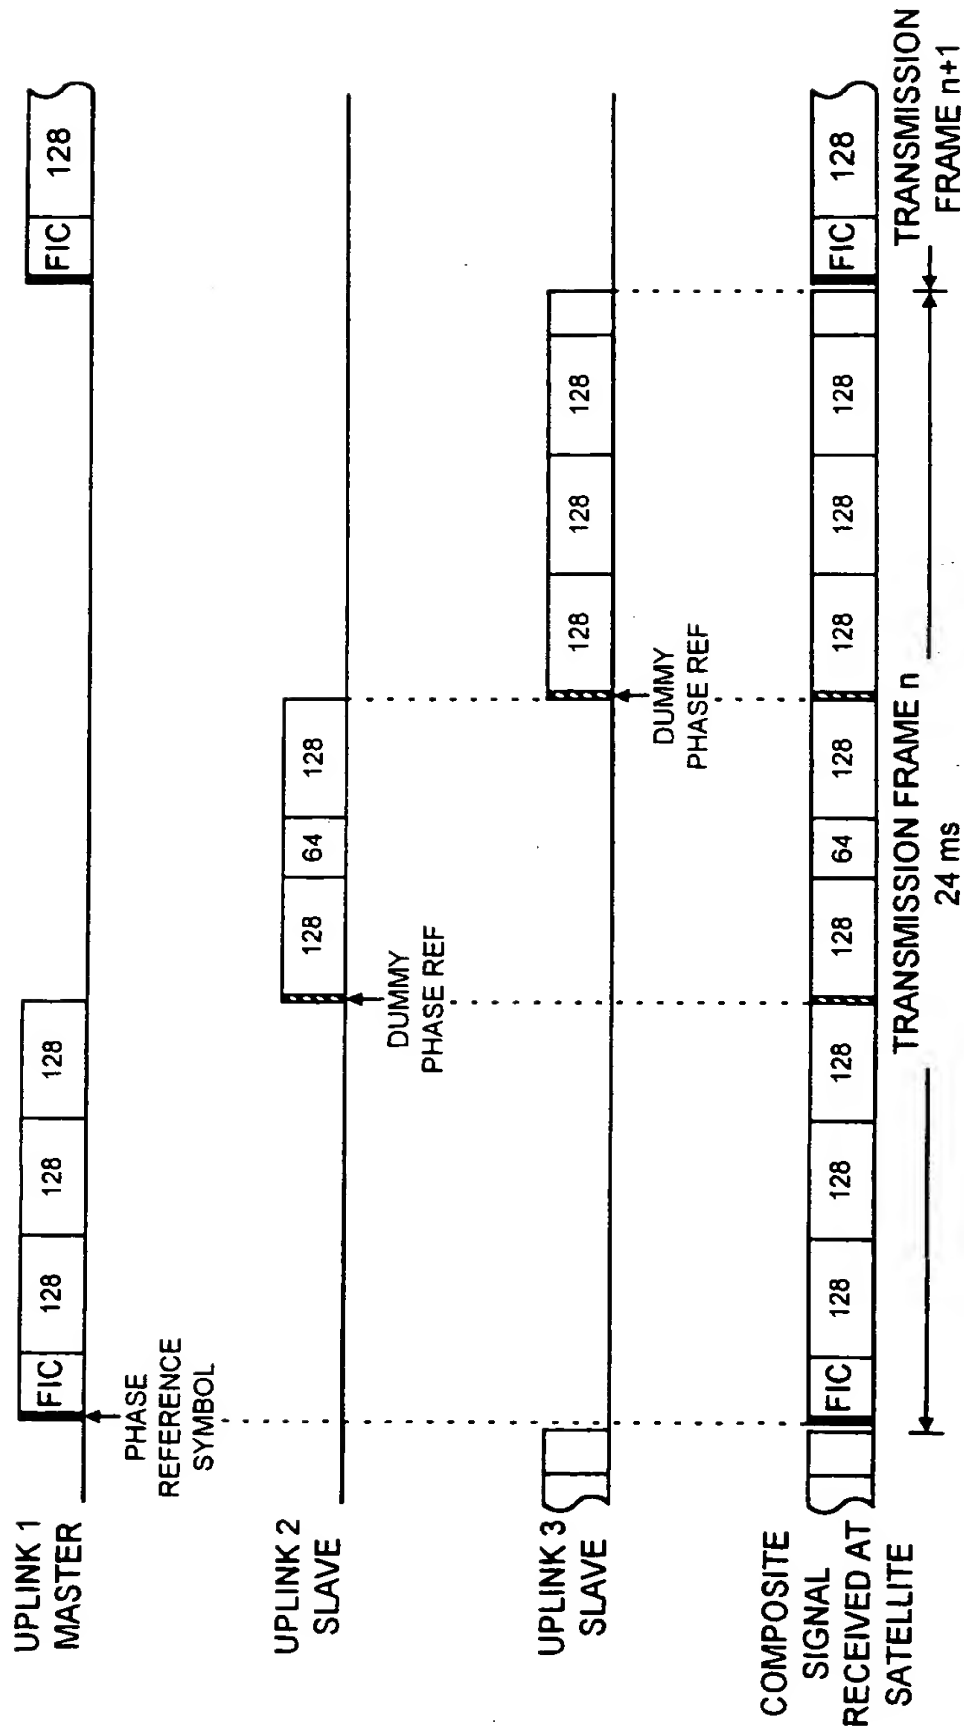 UPLINK 1
MASTER
FIC
128
128
128
FIC
128
PHASE
REFERENCE
SYMBOL
UPLINK 2
SLAVE
128
64
128
DUMMY
PHASE REF
UPLINK 3
SLAVE
128
128
128
DUMMY
PHASE REF
COMPOSITE
SIGNAL
RECEIVED AT
SATELLITE
FIC
128
128
128
128
64
128
128
128
128
FIC
128
TRANSMISSION FRAME n
24 ms
TRANSMISSION
FRAME n+1